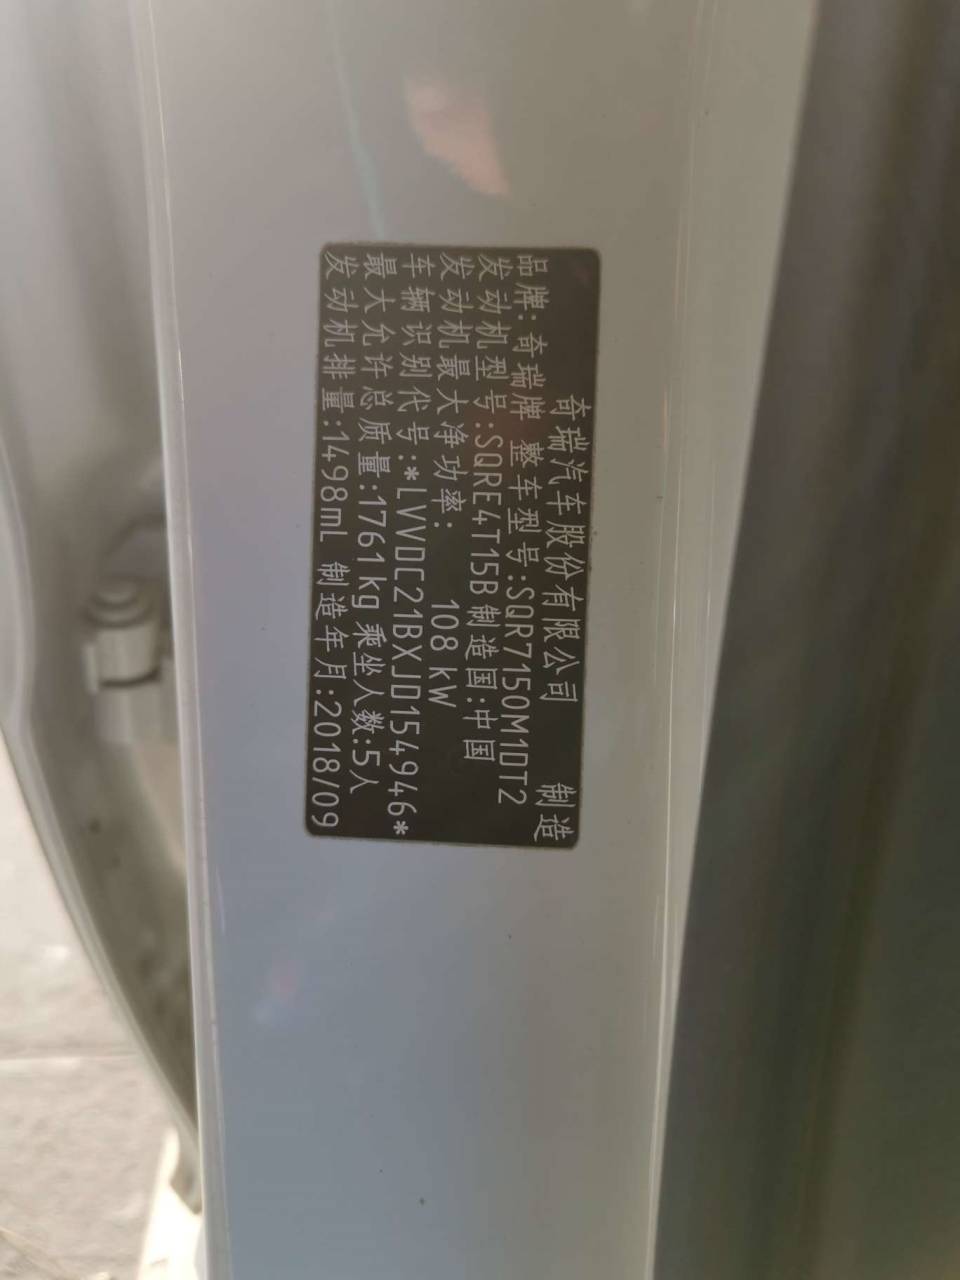 奇瑞汽车股份有限公司 制造
品牌:奇瑞牌 整车型号:SQR7150M1DT2
发动机型号:SQRE4T15B 制造国:中国
发动机最大净功率: 108 kW
车辆识别代号:*LVVDC21BXJD154946*
最大允许总质量:1761kg 乘坐人数:5人
发动机排量:1498mL 制造年月:2018/09